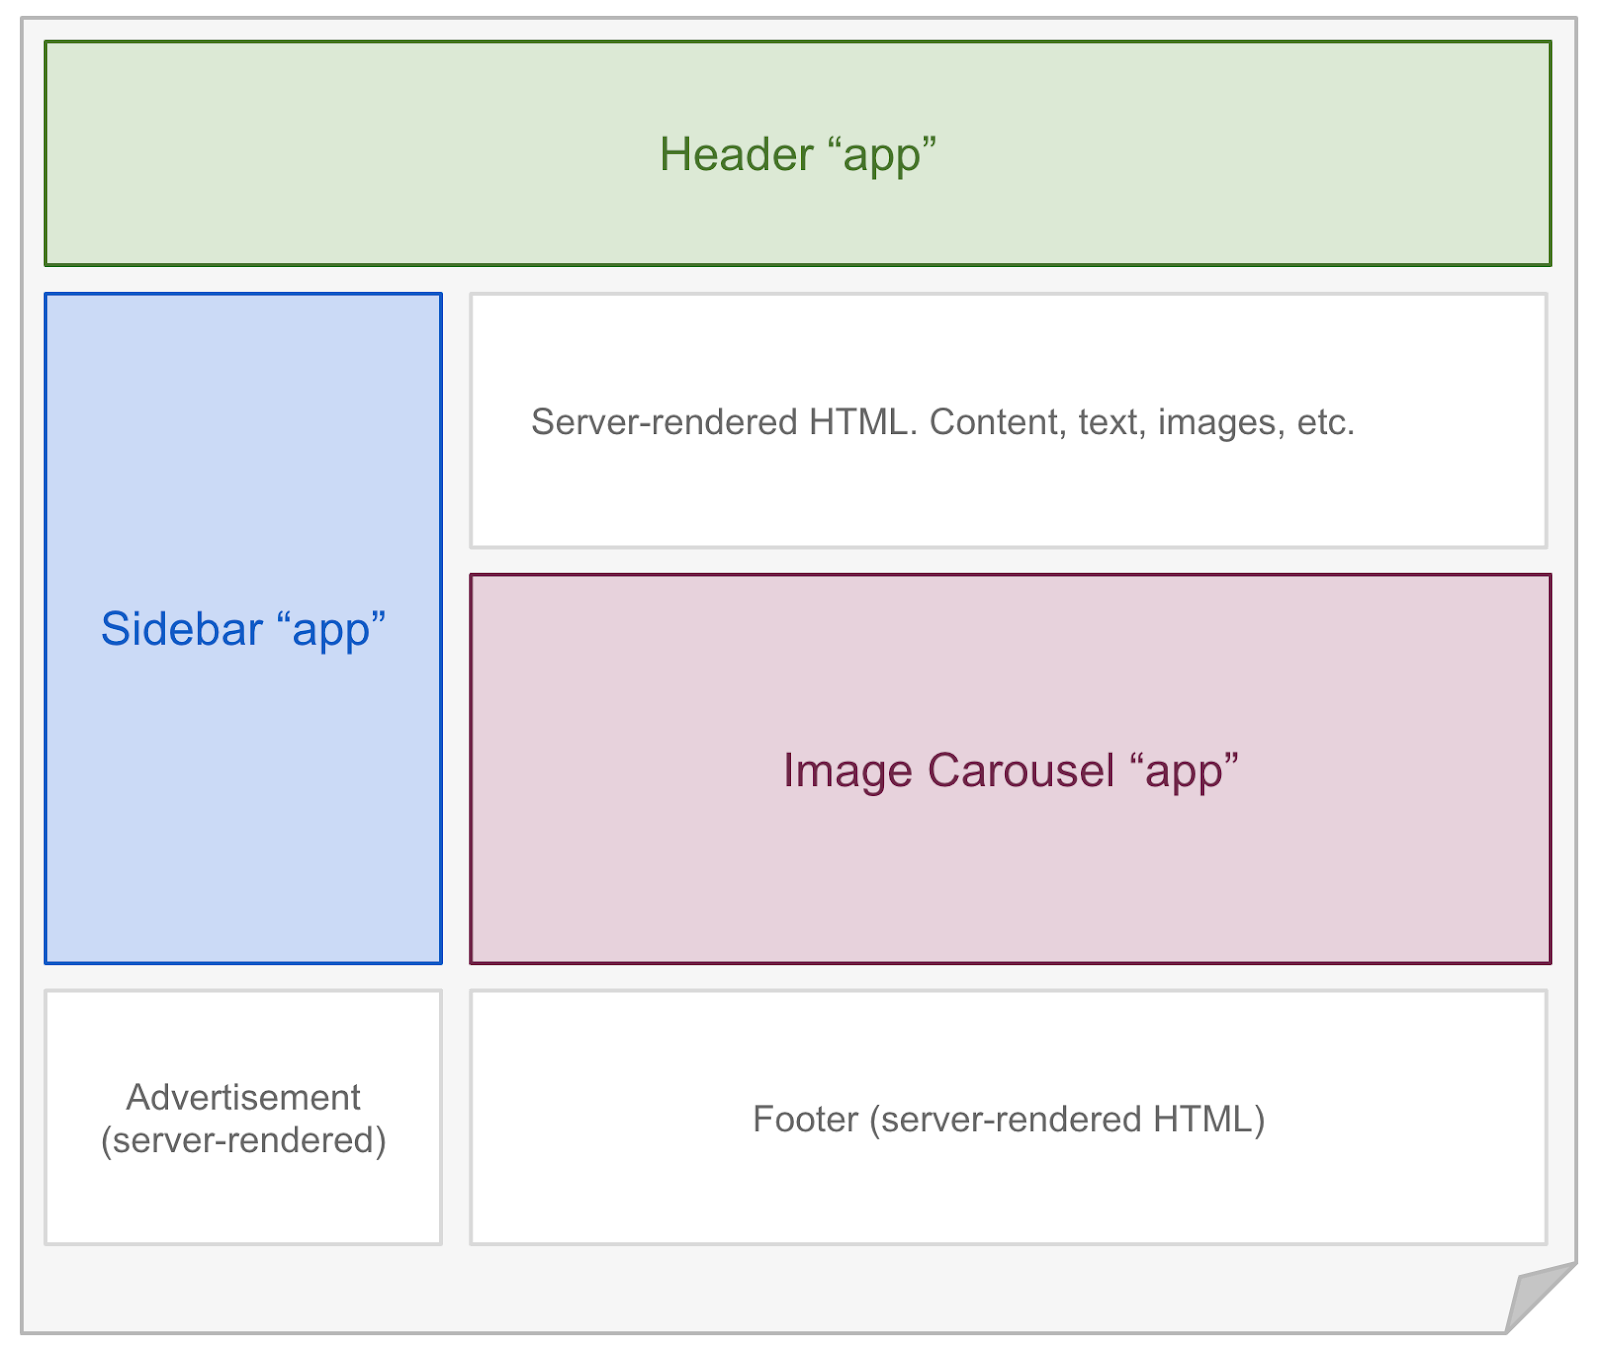 Header “app”
Server-rendered HTML. Content, text, images, etc.
Sidebar “app”
Image Carousel “app”
Advertisement
(server-rendered)
Footer (server-rendered HTML)